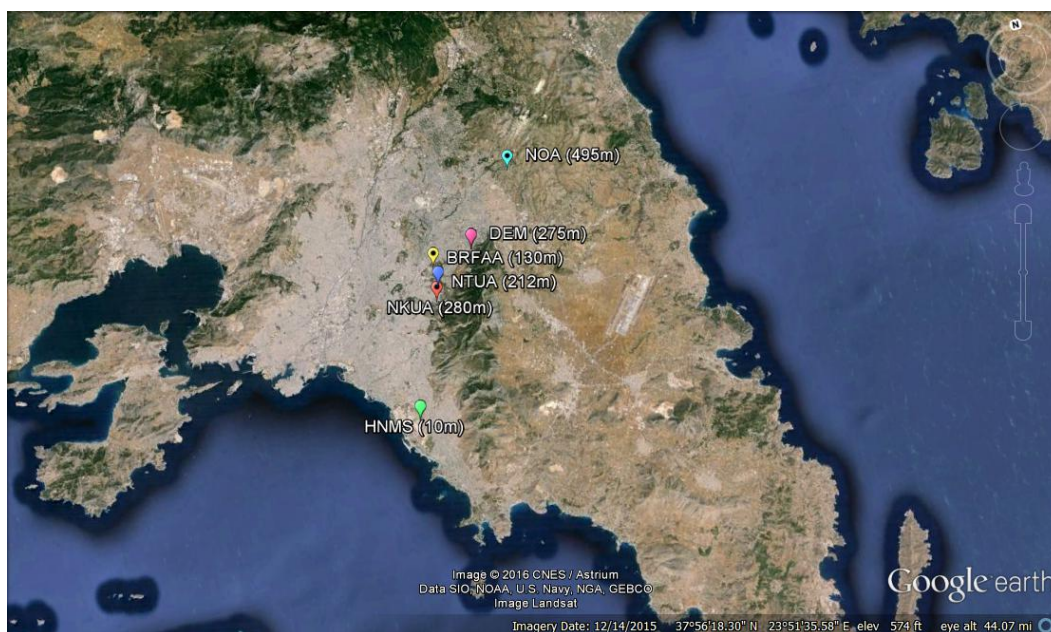 N
NOA (495m)
DEM (275m)
BRFAA (130m)
NTUA (212m)
NKUA (280m)
HNMS (10m)
Image © 2016 CNES / Astrium
Data SIO, NOAA, U.S. Navy, NGA, GEBCO
Image Landsat
Google earth
Imagery Date: 12/14/2015 37°56'18.30" N 23°51'35.58" E elev 574 ft eye alt 44.07 mi